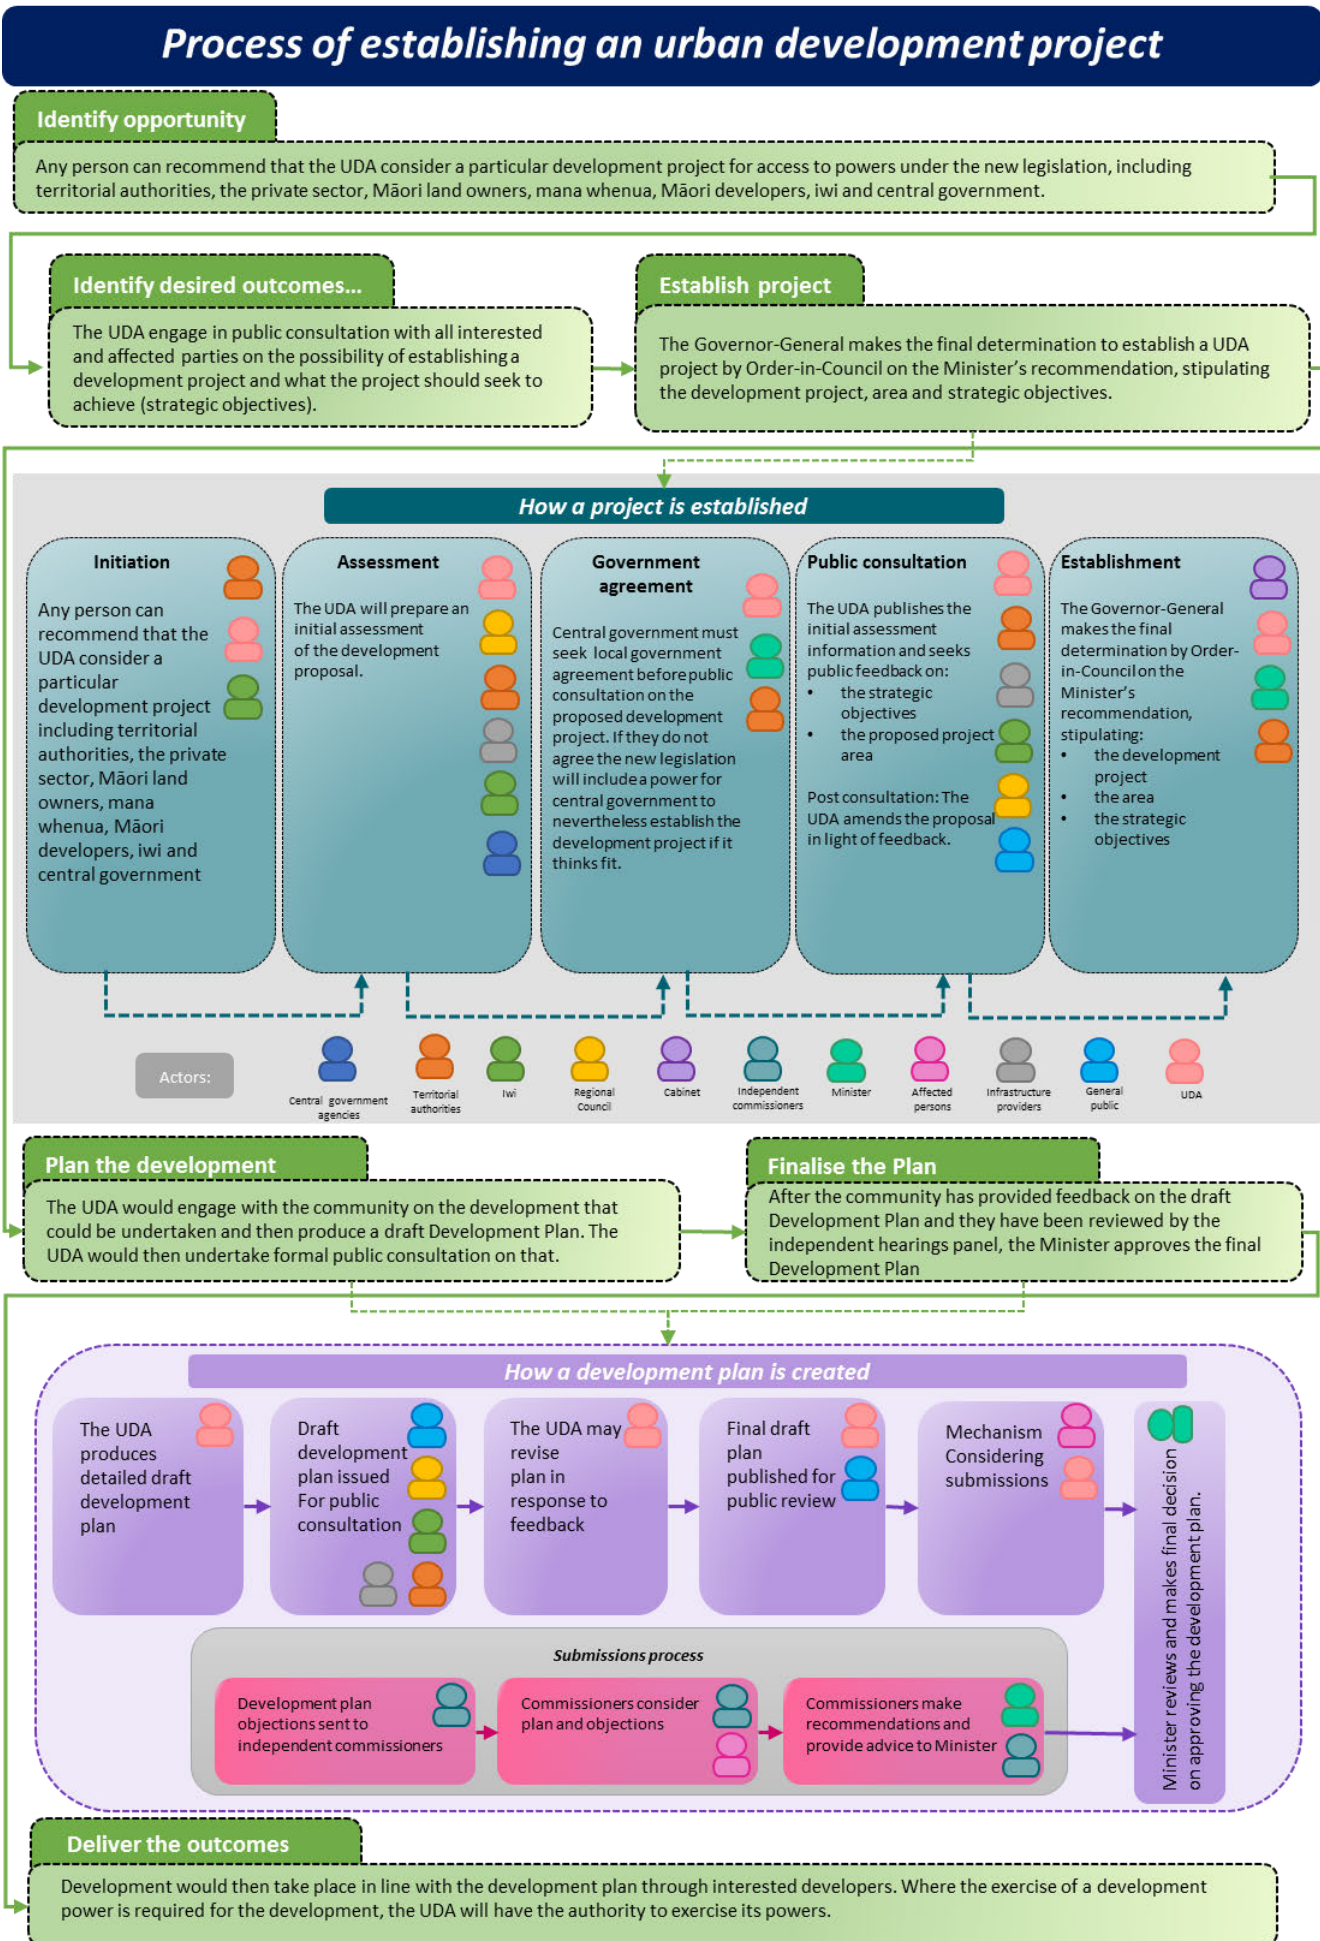 Process of establishing an urban development project
Identify opportunity
Any person can recommend that the UDA consider a particular development project for access to powers under the new legislation, including
territorial authorities, the private sector, Māori land owners, mana whenua, Māori developers, iwi and central government.
Identify desired outcomes...
The UDA engage in public consultation with all interested
and affected parties on the possibility of establishing a
development project and what the project should seek to
achieve (strategic objectives).
Establish project
The Governor-General makes the final determination to establish a UDA
project by Order-in-Council on the Minister's recommendation, stipulating
the development project, area and strategic objectives.
How a project is established
Initiation
Any person can
recommend that the
UDA consider a
particular
development project
including territorial
authorities, the private
sector, Māori land
owners, mana
whenua, Māori
developers, iwi and
central government
Assessment
The UDA will prepare an
initial assessment
of the development
proposal.
Government
agreement
Central government must
seek local government
agreement before public
consultation on the
proposed development
project. If they do not
agree the new legislation
will include a power for
central government to
nevertheless establish the
development project if it
thinks fit.
Public consultation
The UDA publishes the
initial assessment
information and seeks
public feedback on:
• the strategic
objectives
• the proposed project
area
Post consultation: The
UDA amends the proposal
in light of feedback.
Establishment
The Governor-General
makes the final
determination by Order-
in-Council on the
Minister's
recommendation,
stipulating:
• the development
project
• the area
• the strategic
objectives
Actors:
Central government
agencies
Territorial
authorities
Iwi
Regional
Council
Cabinet
Independent
commissioners
Minister
Affected
persons
Infrastructure
providers
General
public
UDA
Plan the development
The UDA would engage with the community on the development that
could be undertaken and then produce a draft Development Plan. The
UDA would then undertake formal public consultation on that.
Finalise the Plan
After the community has provided feedback on the draft
Development Plan and they have been reviewed by the
independent hearings panel, the Minister approves the final
Development Plan
How a development plan is created
The UDA
produces
detailed draft
development
plan
Draft
development
plan issued
For public
consultation
The UDA may
revise
plan in
response to
feedback
Final draft
plan
published for
public review
Mechanism
Considering
submissions
Minister reviews and makes final decision
on approving the development plan.
Submissions process
Development plan
objections sent to
independent commissioners
Commissioners consider
plan and objections
Commissioners make
recommendations and
provide advice to Minister
Deliver the outcomes
Development would then take place in line with the development plan through interested developers. Where the exercise of a development
power is required for the development, the UDA will have the authority to exercise its powers.